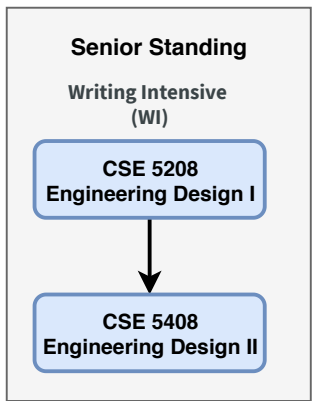 Senior Standing
Writing Intensive
(WI)
CSE 5208
Engineering Design I
CSE 5408
Engineering Design II